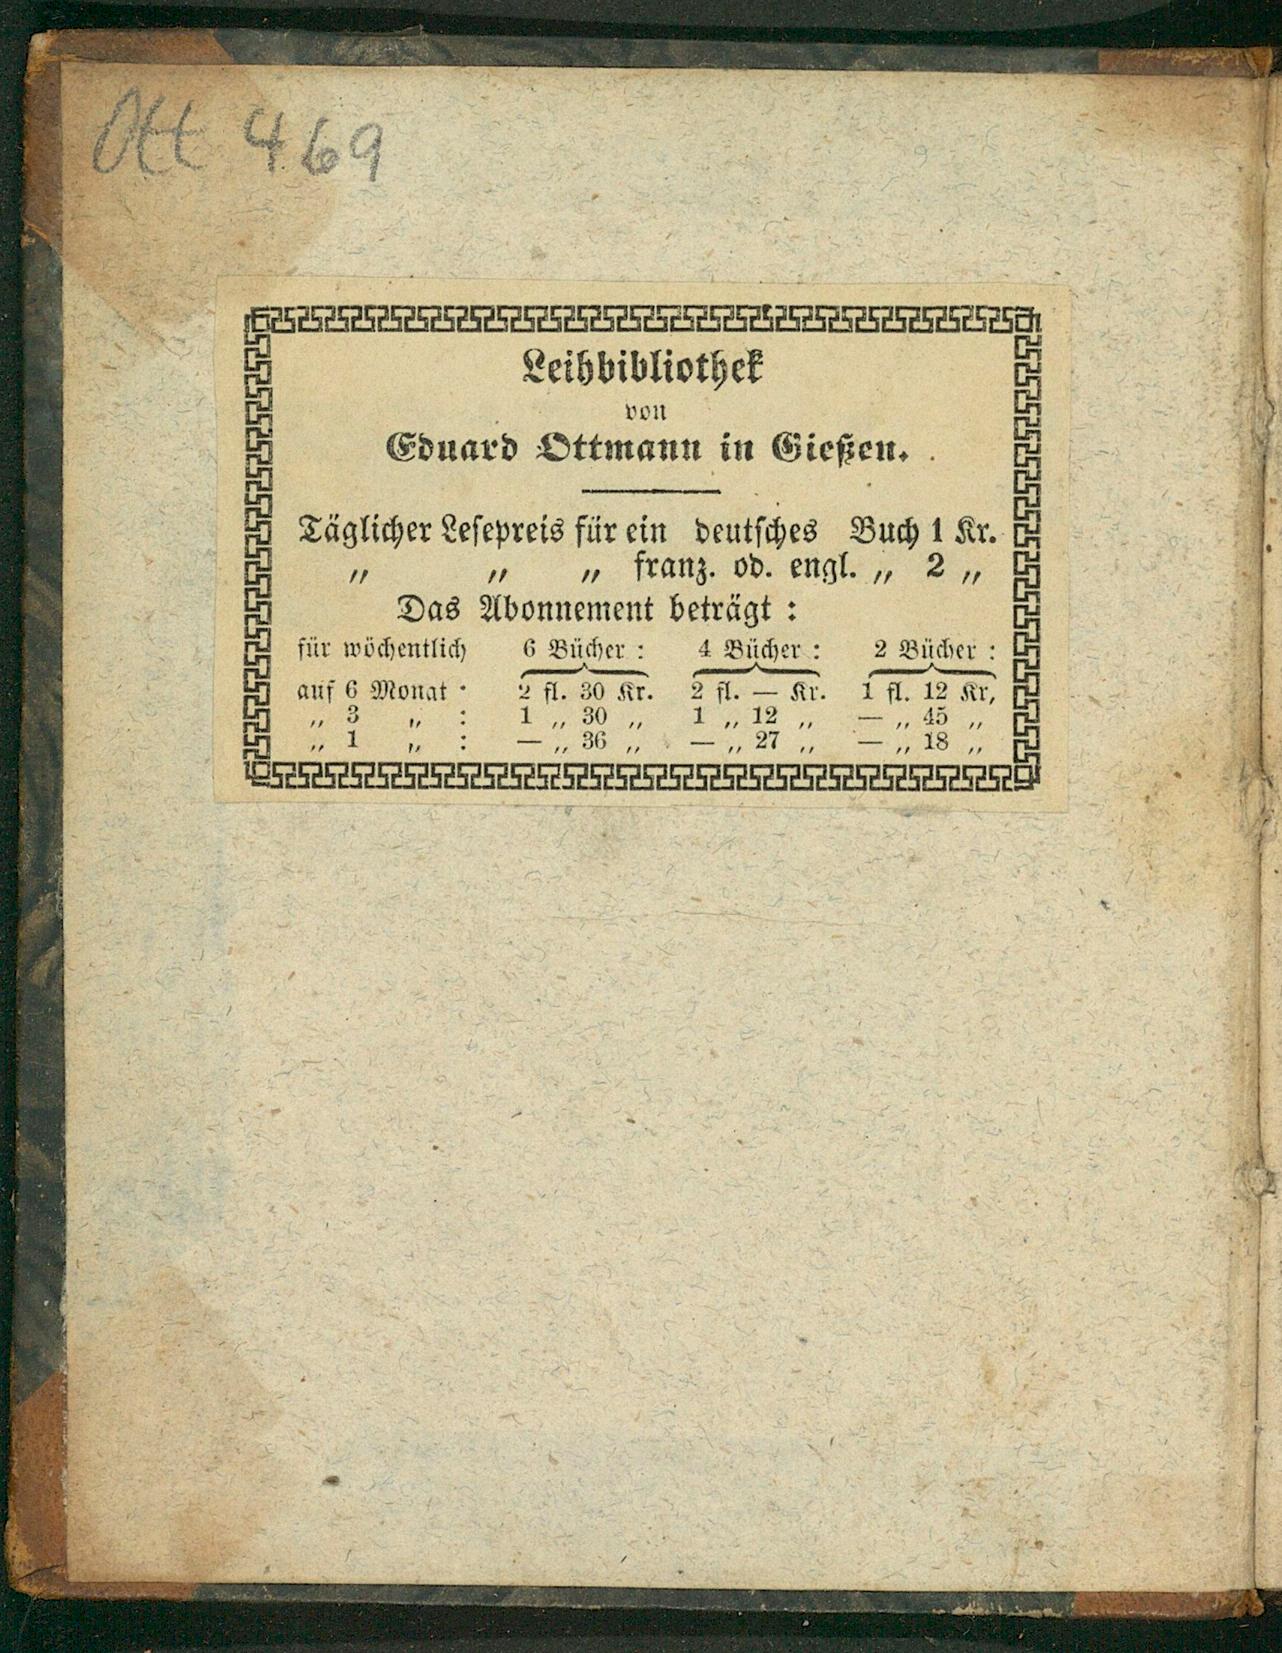 Ott 469
Leihbibliothek
von
Eduard Ottmann in Gießen.
Täglicher Lesepreis für ein deutsches Buch 1 Kr.
„ „ „ franz. od. engl. „ 2 „
Das Abonnement beträgt :
für wöchentlich 6 Bücher : 4 Bücher : 2 Bücher :
auf 6 Monat · 2 fl. 30 Kr. 2 fl. — Kr. 1 fl. 12 Kr,
„ 3 „ : 1 „ 30 „ 1 „ 12 „ — „ 45 „
„ 1 „ : — „ 36 „ — „ 27 „ — „ 18 „